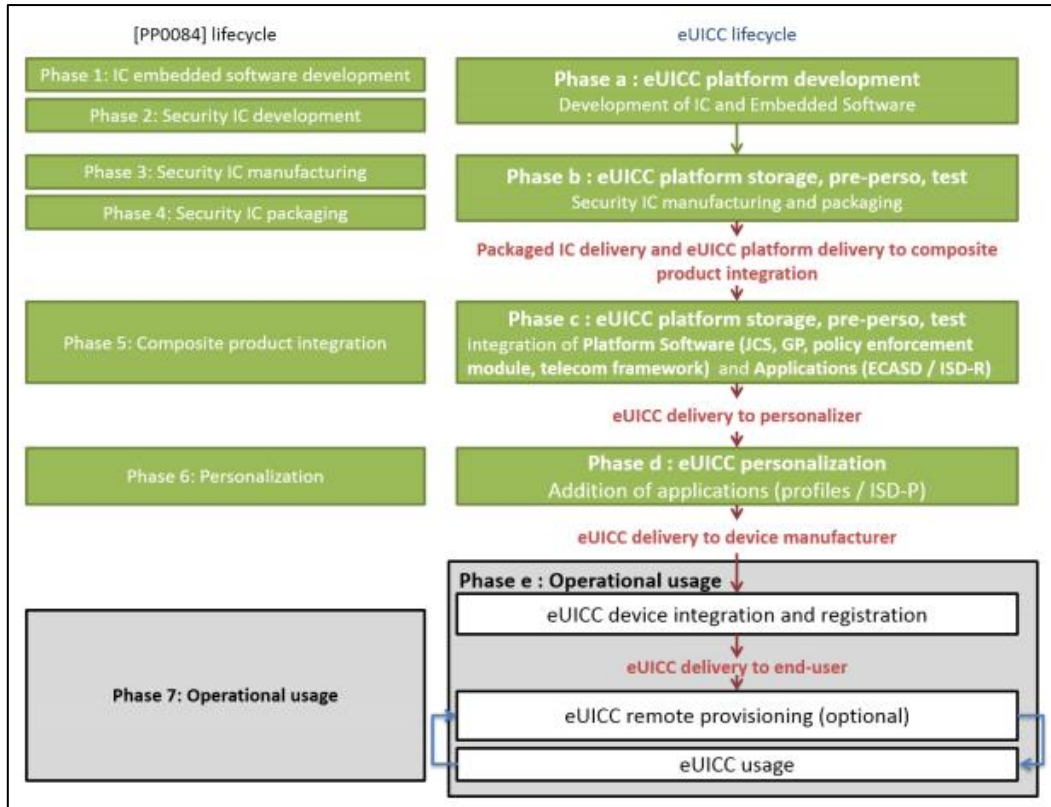 [PP0084] lifecycle
eUICC lifecycle
Phase 1: IC embedded software development
Phase 2: Security IC development
Phase a : eUICC platform development
Development of IC and Embedded Software
Phase 3: Security IC manufacturing
Phase 4: Security IC packaging
Phase b : eUICC platform storage, pre-perso, test
Security IC manufacturing and packaging
Packaged IC delivery and eUICC platform delivery to composite
product integration
Phase 5: Composite product integration
Phase c : eUICC platform storage, pre-perso, test
integration of Platform Software (JCS, GP, policy enforcement
module, telecom framework) and Applications (ECASD / ISD-R)
eUICC delivery to personalizer
Phase 6: Personalization
Phase d : eUICC personalization
Addition of applications (profiles / ISD-P)
eUICC delivery to device manufacturer
Phase 7: Operational usage
Phase e : Operational usage
eUICC device integration and registration
eUICC delivery to end-user
eUICC remote provisioning (optional)
eUICC usage